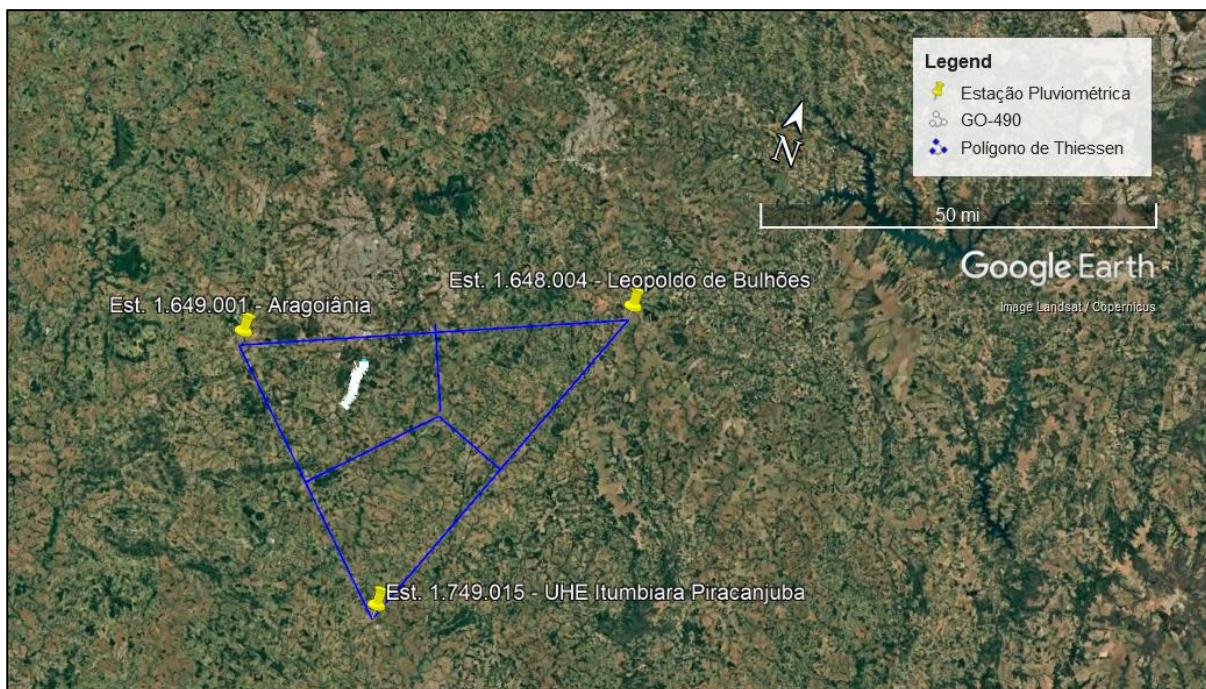 Legend
Estação Pluviométrica
GO-490
Polígono de Thiessen
N
50 mi
Google Earth
Image Landsat / Copernicus
Est. 1.648.004 - Leopoldo de Bulhões
Est. 1.649.001 - Aragoiânia
Est. 1.749.015 - UHE Itumbiara Piracanjuba